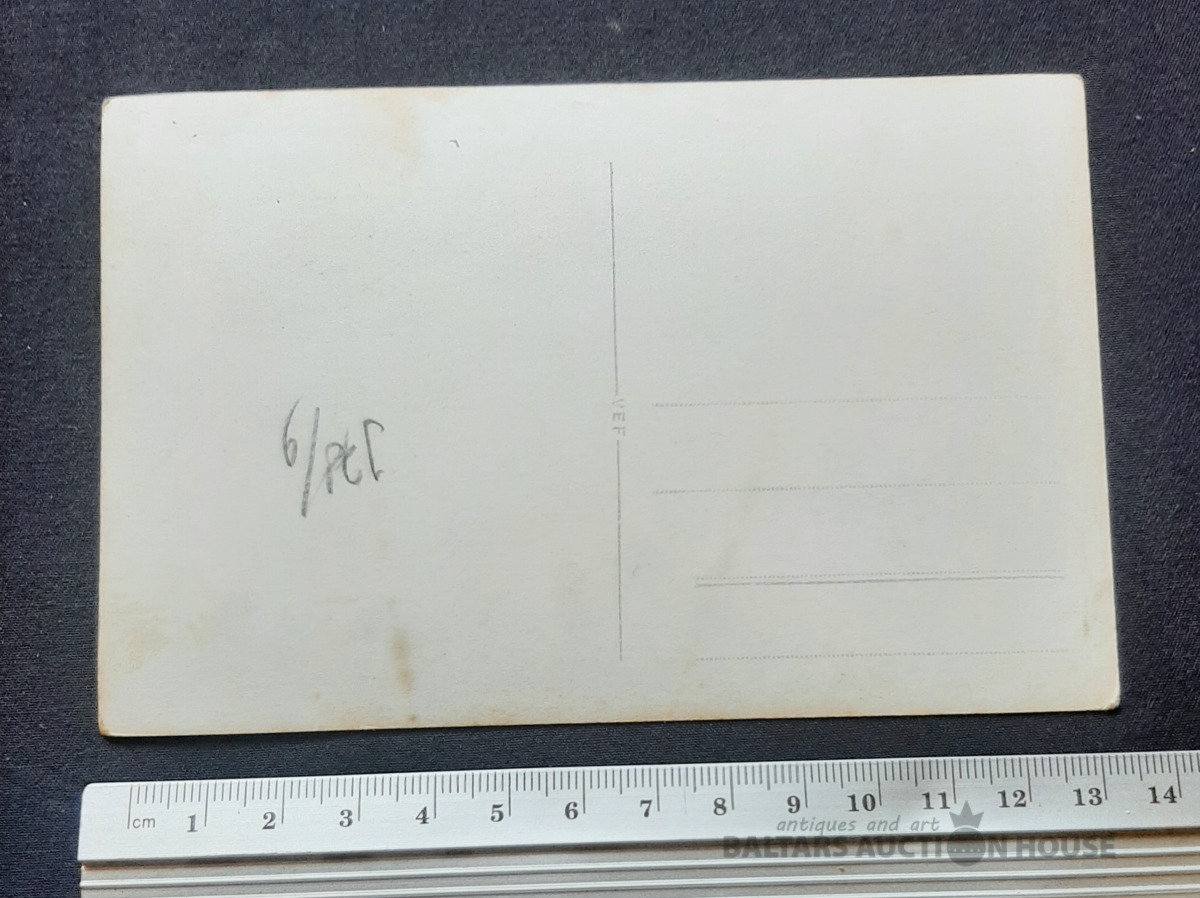 VEF
cm 1 2 3 4 5 6 7 8 9 10 11 12 13 14
antiques and art
BALTARS AUCTION HOUSE